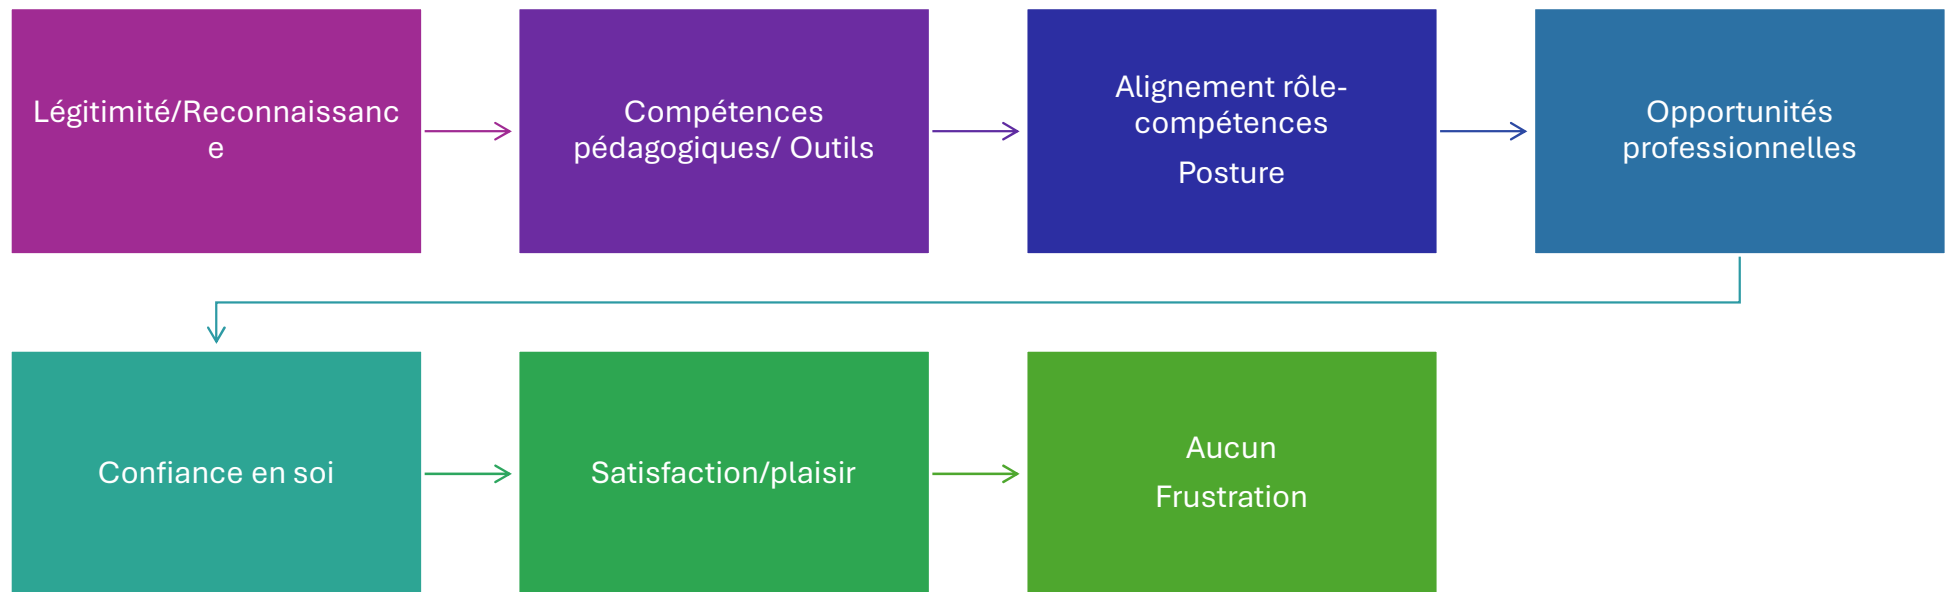 Légitimité/Reconnaissanc
e
Compétences
pédagogiques/ Outils
Alignement rôle-
compétences
Posture
Opportunités
professionnelles
Confiance en soi
Satisfaction/plaisir
Aucun
Frustration